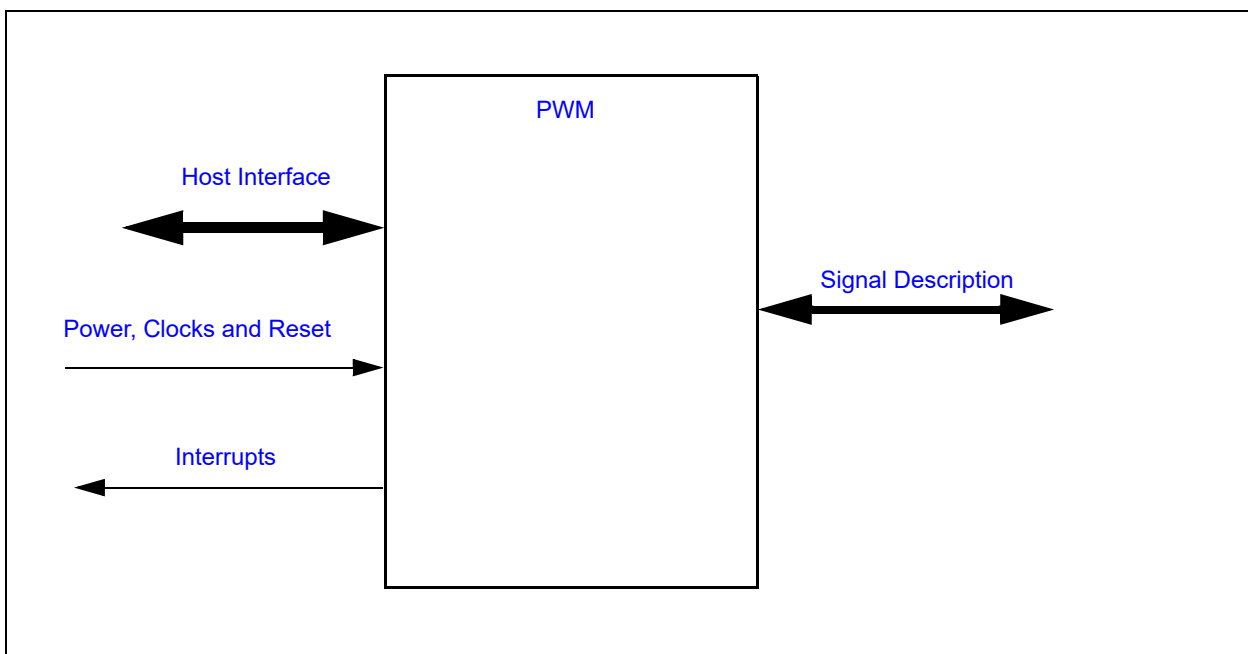 PWM
Host Interface
Signal Description
Power, Clocks and Reset
Interrupts